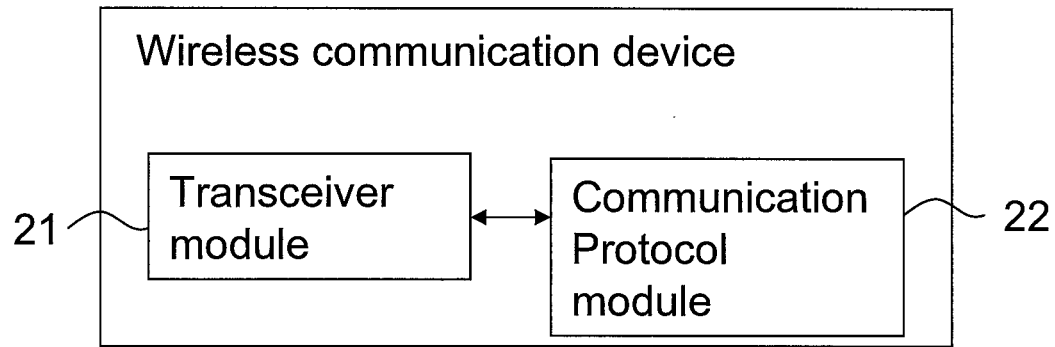 Wireless communication device
Transceiver
module
Communication
Protocol
module
21
22